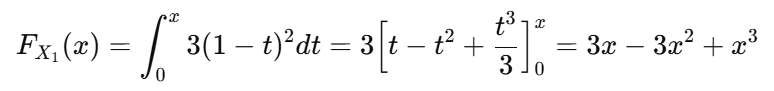 $F_{X_1}(x) = \int_0^x 3(1-t)^2 dt = 3\left[t - t^2 + \frac{t^3}{3}\right]_0^x = 3x - 3x^2 + x^3$